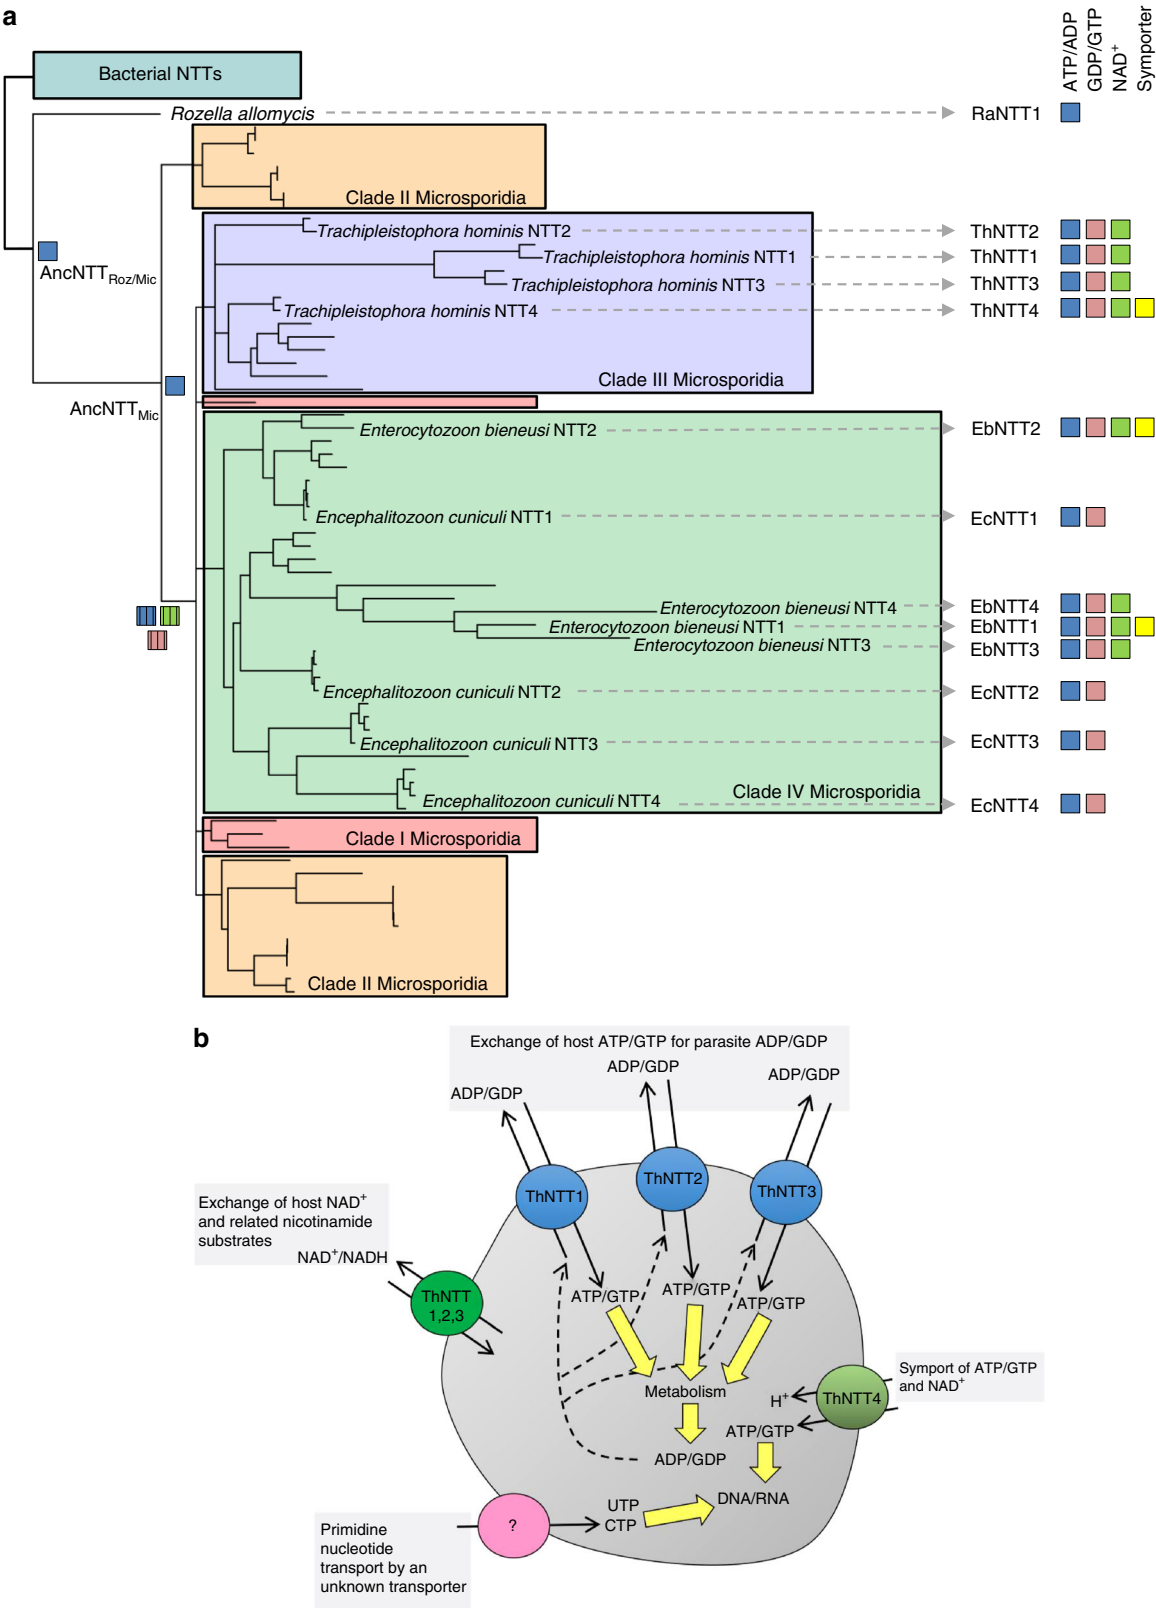 a
ATP/ADP
GDP/GTP
NAD+
Symporter
Bacterial NTTs
Rozella allomycis
RaNTT1
Clade II Microsporidia
Trachipleistophora hominis NTT2
ThNTT2
Trachipleistophora hominis NTT1
ThNTT1
Trachipleistophora hominis NTT3
ThNTT3
Trachipleistophora hominis NTT4
ThNTT4
AncNTTRoz/Mic
Clade III Microsporidia
AncNTTMic
Enterocytozoon bieneusi NTT2
EbNTT2
Encephalitozoon cuniculi NTT1
EcNTT1
Enterocytozoon bieneusi NTT4
EbNTT4
Enterocytozoon bieneusi NTT1
EbNTT1
Enterocytozoon bieneusi NTT3
EbNTT3
Encephalitozoon cuniculi NTT2
EcNTT2
Encephalitozoon cuniculi NTT3
EcNTT3
Clade IV Microsporidia
Encephalitozoon cuniculi NTT4
EcNTT4
Clade I Microsporidia
Clade II Microsporidia
b
Exchange of host ATP/GTP for parasite ADP/GDP
ADP/GDP
ADP/GDP
ADP/GDP
ThNTT1
ThNTT2
ThNTT3
Exchange of host NAD+
and related nicotinamide
substrates
NAD+/NADH
ThNTT
1,2,3
ATP/GTP
ATP/GTP
ATP/GTP
Metabolism
ADP/GDP
Symport of ATP/GTP
and NAD+
ThNTT4
H+
ATP/GTP
DNA/RNA
UTP
CTP
?
Primidine
nucleotide
transport by an
unknown transporter